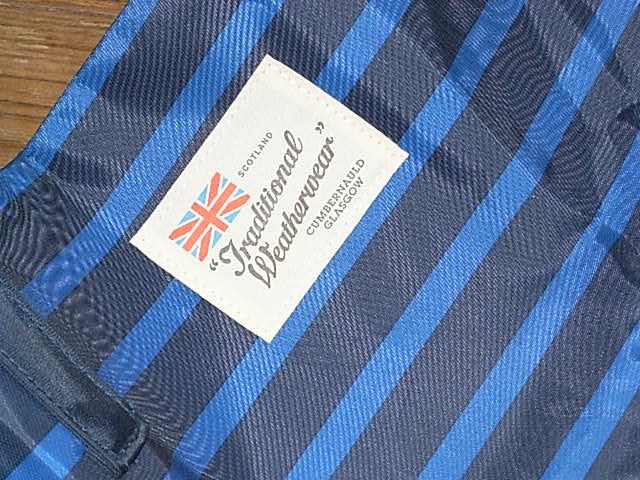 SCOTLAND
"Traditional
Weatherwear"
CUMBERNAULD
GLASGOW